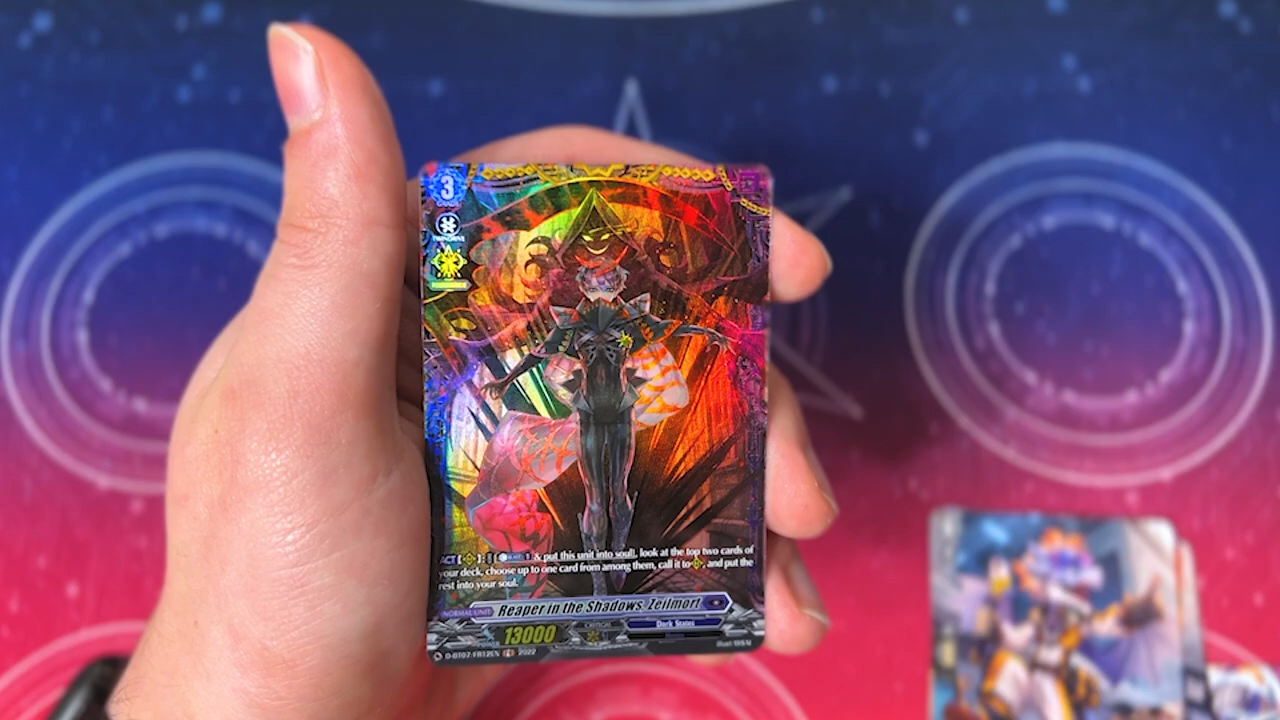 3
ACT 1 & put this unit into soul], look at the top two cards of
your deck, choose up to one card from among them, call it to , and put the
rest into your soul.
NORMAL UNIT Reaper in the Shadows, Zeilmort
13000 CRITICAL Dark States
D-BT07/FR12EN 2022